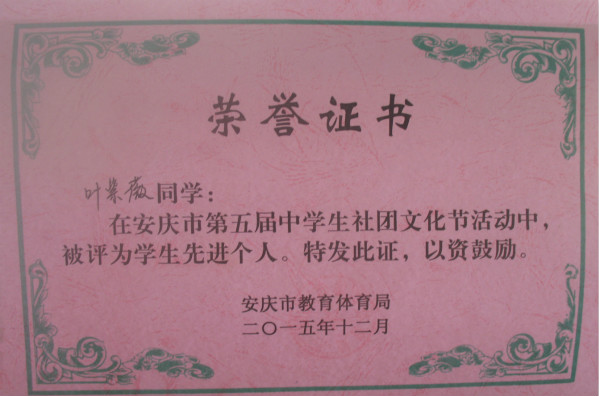 荣誉证书
叶紫薇同学：
在安庆市第五届中学生社团文化节活动中，
被评为学生先进个人。特发此证，以资鼓励。
安庆市教育体育局
二〇一五年十二月